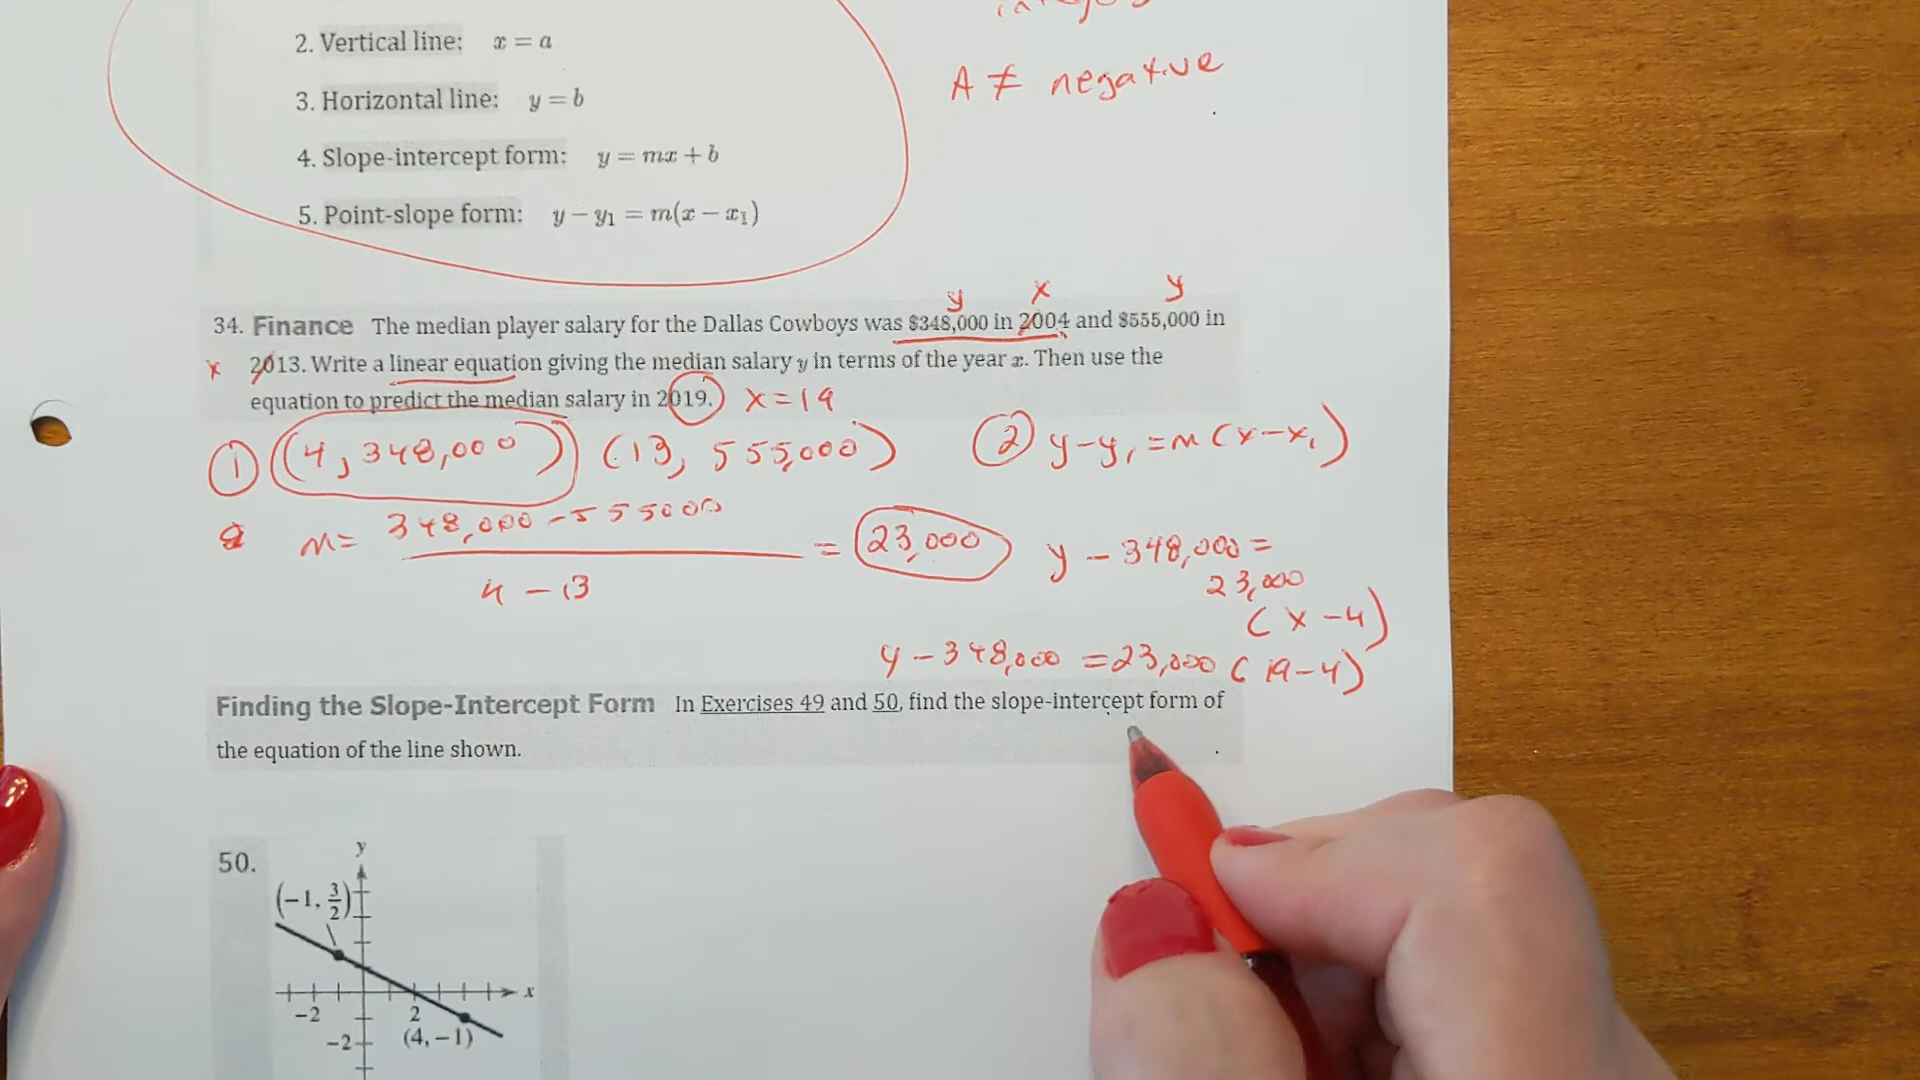 2. Vertical line: x = a
A ≠ negative
3. Horizontal line: y = b
4. Slope-intercept form: y = mx + b
5. Point-slope form: y − y₁ = m(x − x₁)
y x y
34. Finance The median player salary for the Dallas Cowboys was $348,000 in 2004 and $555,000 in
x 2013. Write a linear equation giving the median salary y in terms of the year x. Then use the
equation to predict the median salary in 2019. x = 19
① (4, 348,000) (13, 555,000) ② y − y₁ = m(x − x₁)
m = 348,000 − 555000
4 − 13
= 23,000
y − 348,000 =
23,000
(x − 4)
y − 348,000 = 23,000 (19 − 4)
Finding the Slope-Intercept Form In Exercises 49 and 50, find the slope-intercept form of
the equation of the line shown.
50.
y
(−1, 3/2)
x
−2 2
−2 (4, −1)